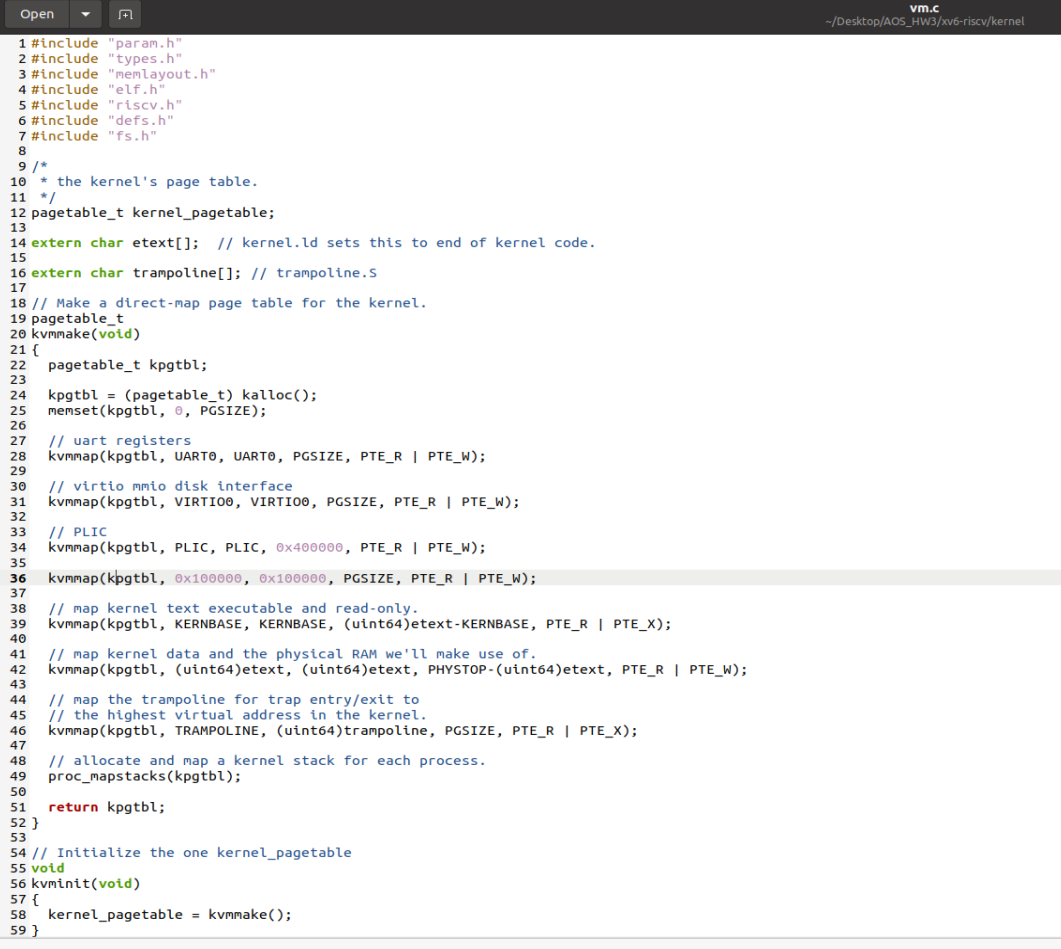 Open
vm.c
~/Desktop/AOS_HW3/xv6-riscv/kernel
1 #include "param.h"
2 #include "types.h"
3 #include "memlayout.h"
4 #include "elf.h"
5 #include "riscv.h"
6 #include "defs.h"
7 #include "fs.h"
8
9 /*
10  * the kernel's page table.
11  */
12 pagetable_t kernel_pagetable;
13
14 extern char etext[];  // kernel.ld sets this to end of kernel code.
15
16 extern char trampoline[]; // trampoline.S
17
18 // Make a direct-map page table for the kernel.
19 pagetable_t
20 kvmmake(void)
21 {
22   pagetable_t kpgtbl;
23
24   kpgtbl = (pagetable_t) kalloc();
25   memset(kpgtbl, 0, PGSIZE);
26
27   // uart registers
28   kvmmap(kpgtbl, UART0, UART0, PGSIZE, PTE_R | PTE_W);
29
30   // virtio mmio disk interface
31   kvmmap(kpgtbl, VIRTIO0, VIRTIO0, PGSIZE, PTE_R | PTE_W);
32
33   // PLIC
34   kvmmap(kpgtbl, PLIC, PLIC, 0x400000, PTE_R | PTE_W);
35
36   kvmmap(kpgtbl, 0x100000, 0x100000, PGSIZE, PTE_R | PTE_W);
37
38   // map kernel text executable and read-only.
39   kvmmap(kpgtbl, KERNBASE, KERNBASE, (uint64)etext-KERNBASE, PTE_R | PTE_X);
40
41   // map kernel data and the physical RAM we'll make use of.
42   kvmmap(kpgtbl, (uint64)etext, (uint64)etext, PHYSTOP-(uint64)etext, PTE_R | PTE_W);
43
44   // map the trampoline for trap entry/exit to
45   // the highest virtual address in the kernel.
46   kvmmap(kpgtbl, TRAMPOLINE, (uint64)trampoline, PGSIZE, PTE_R | PTE_X);
47
48   // allocate and map a kernel stack for each process.
49   proc_mapstacks(kpgtbl);
50
51   return kpgtbl;
52 }
53
54 // Initialize the one kernel_pagetable
55 void
56 kvminit(void)
57 {
58   kernel_pagetable = kvmmake();
59 }